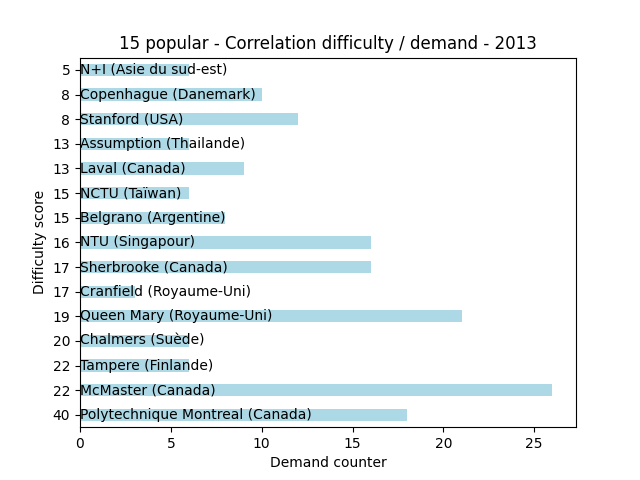 15 popular - Correlation difficulty / demand - 2013
5 N+I (Asie du sud-est)
8 Copenhague (Danemark)
8 Stanford (USA)
13 Assumption (Thailande)
13 Laval (Canada)
15 NCTU (Taïwan)
15 Belgrano (Argentine)
16 NTU (Singapour)
17 Sherbrooke (Canada)
17 Cranfield (Royaume-Uni)
19 Queen Mary (Royaume-Uni)
20 Chalmers (Suède)
22 Tampere (Finlande)
22 McMaster (Canada)
40 Polytechnique Montreal (Canada)
Difficulty score
0 5 10 15 20 25
Demand counter